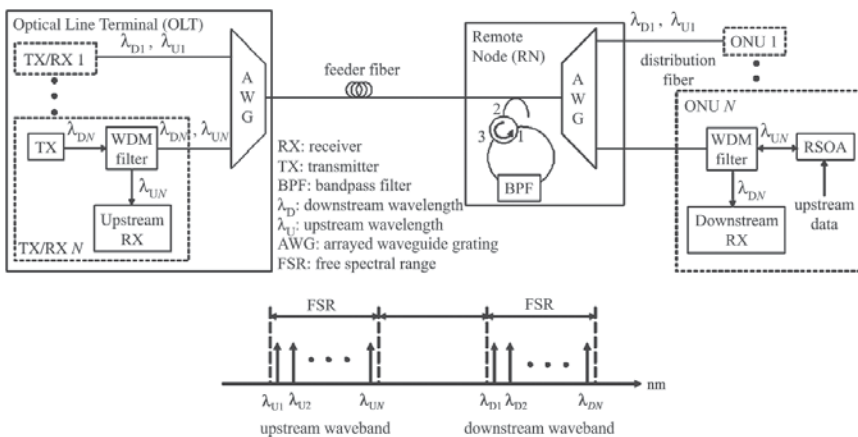 Optical Line Terminal (OLT)
TX/RX 1
λD1 , λU1
AWG
TX
λDN
WDM filter
λDN , λUN
λUN
Upstream RX
TX/RX N
feeder fiber
RX: receiver
TX: transmitter
BPF: bandpass filter
λD: downstream wavelength
λU: upstream wavelength
AWG: arrayed waveguide grating
FSR: free spectral range
Remote
Node (RN)
2
3
1
BPF
AWG
λD1 , λU1
ONU 1
distribution
fiber
ONU N
WDM
filter
λUN
RSOA
λDN
Downstream
RX
upstream
data
FSR
FSR
nm
λU1 λU2 λUN λD1 λD2 λDN
upstream waveband downstream waveband